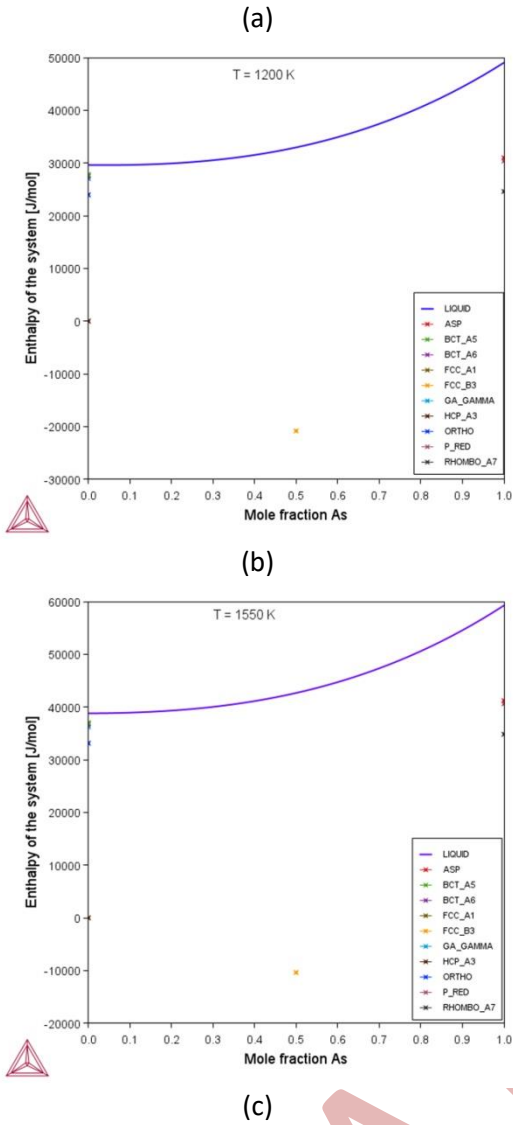 (a)
T = 1200 K
Enthalpy of the system [J/mol]
50000
40000
30000
20000
10000
0
-10000
-20000
-30000
LIQUID
ASP
BCT_A5
BCT_A6
FCC_A1
FCC_B3
GA_GAMMA
HCP_A3
ORTHO
P_RED
RHOMBO_A7
0.0 0.1 0.2 0.3 0.4 0.5 0.6 0.7 0.8 0.9 1.0
Mole fraction As
(b)
T = 1550 K
Enthalpy of the system [J/mol]
60000
50000
40000
30000
20000
10000
0
-10000
-20000
LIQUID
ASP
BCT_A5
BCT_A6
FCC_A1
FCC_B3
GA_GAMMA
HCP_A3
ORTHO
P_RED
RHOMBO_A7
0.0 0.1 0.2 0.3 0.4 0.5 0.6 0.7 0.8 0.9 1.0
Mole fraction As
(c)